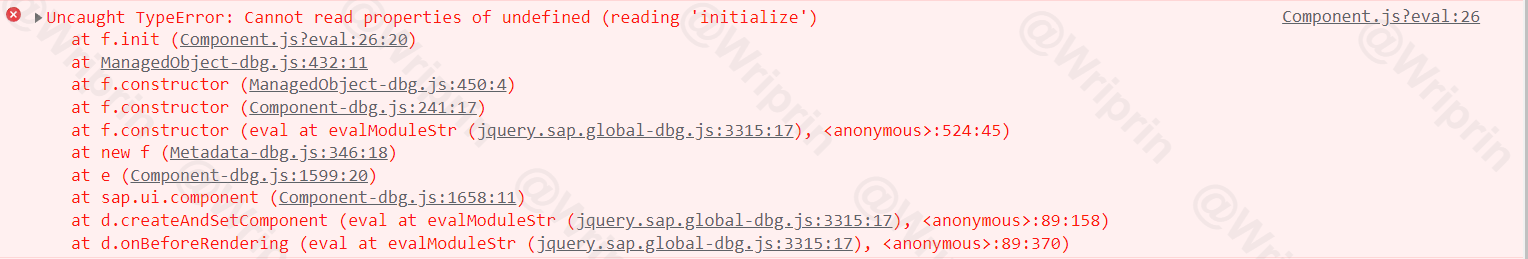 Uncaught TypeError: Cannot read properties of undefined (reading 'initialize') Component.js?eval:26
at f.init (Component.js?eval:26:20)
at ManagedObject-dbg.js:432:11
at f.constructor (ManagedObject-dbg.js:450:4)
at f.constructor (Component-dbg.js:241:17)
at f.constructor (eval at evalModuleStr (jquery.sap.global-dbg.js:3315:17), <anonymous>:524:45)
at new f (Metadata-dbg.js:346:18)
at e (Component-dbg.js:1599:20)
at sap.ui.component (Component-dbg.js:1658:11)
at d.createAndSetComponent (eval at evalModuleStr (jquery.sap.global-dbg.js:3315:17), <anonymous>:89:158)
at d.onBeforeRendering (eval at evalModuleStr (jquery.sap.global-dbg.js:3315:17), <anonymous>:89:370)
@Wriprin
@Wriprin
@Wriprin
@Wriprin
@Wriprin
@Wriprin
@Wriprin
@Wriprin